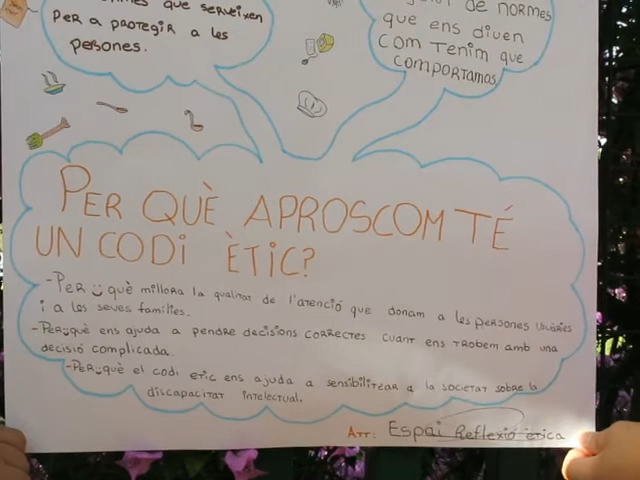 QUE SERVEIXEN
PER A PROTEGIR A LES
PERSONES.
DE NORMES
QUE ENS DIUEN
COM TENIM QUE
COMPORTARNOS
PER QUÈ APROSCOM TÉ
UN CODI ÈTIC?
-PER quÈ millora la qualitat de l'atenció que donam a les persones usuàries
i a les seves famílies.
-PERquè ens ajuda a pendre decisions correctes cuant ens trobem amb una
decisió complicada.
-PERquè el codi etic ens ajuda a sensibilitzar a la societat sobre la
discapacitat intelectual.
ATT: Espai Reflexió ètica